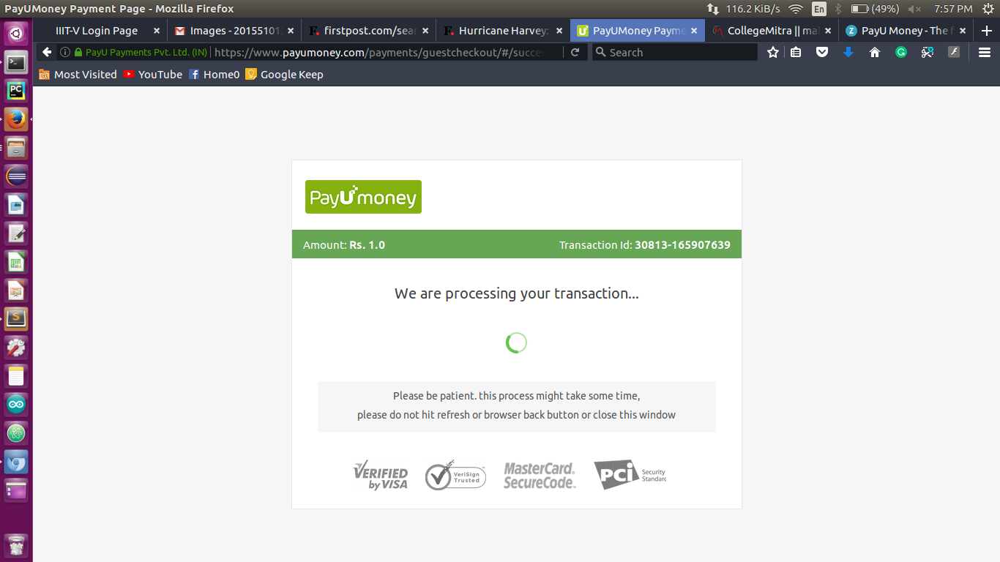 PayUMoney Payment Page - Mozilla Firefox
116.2 KiB/s En (49%) 7:57 PM
IIIT-V Login Page Images - firstpost.com/sear Hurricane Harvey: PayUMoney Payme CollegeMitra || mal PayU Money - The f
PayU Payments Pvt. Ltd. (IN) https://www.payumoney.com/payments/guestcheckout/#/succes Search
Most Visited YouTube Home0 Google Keep
PayUmoney
Amount: Rs. 1.0 Transaction Id: 30813-165907639
We are processing your transaction...
Please be patient. this process might take some time,
please do not hit refresh or browser back button or close this window
VERIFIED by VISA
VeriSign Trusted
MasterCard. SecureCode.
PCI Security Standard